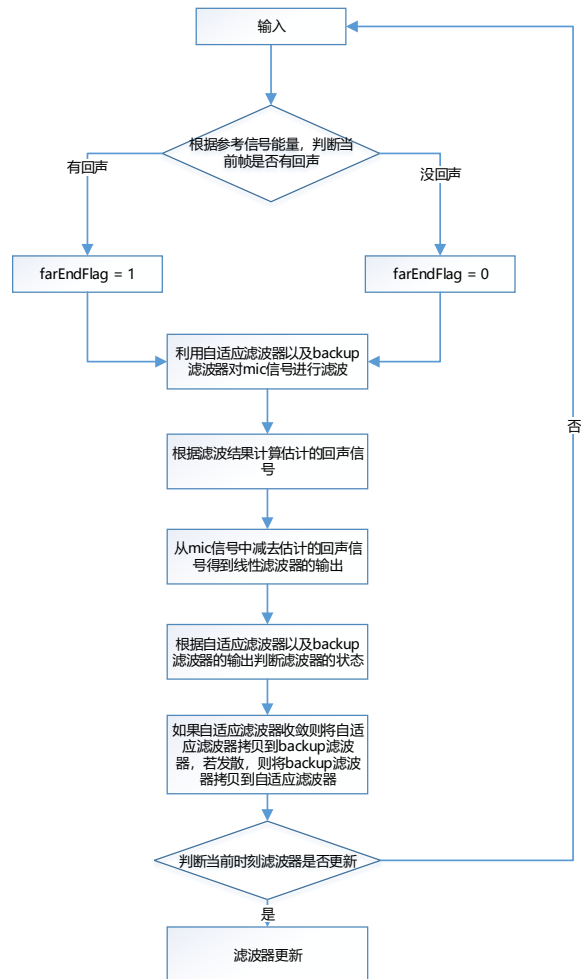 输入
根据参考信号能量，判断当
前帧是否有回声
有回声
没回声
farEndFlag = 1
farEndFlag = 0
利用自适应滤波器以及backup
滤波器对mic信号进行滤波
根据滤波结果计算估计的回声信
号
从mic信号中减去估计的回声信
号得到线性滤波器的输出
否
根据自适应滤波器以及backup
滤波器的输出判断滤波器的状态
如果自适应滤波器收敛则将自适
应滤波器拷贝到backup滤波
器，若发散，则将backup滤波
器拷贝到自适应滤波器
判断当前时刻滤波器是否更新
是
滤波器更新